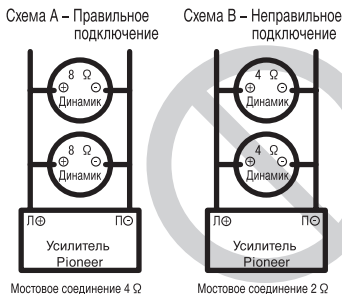 Схема А – Правильное
подключение
8 Ω
⊕ ⊖
Динамик
8 Ω
⊕ ⊖
Динамик
Л⊕ П⊖
Усилитель
Pioneer
Мостовое соединение 4 Ω
Схема В – Неправильное
подключение
4 Ω
⊕ ⊖
Динамик
4 Ω
⊕ ⊖
Динамик
Л⊕ П⊖
Усилитель
Pioneer
Мостовое соединение 2 Ω